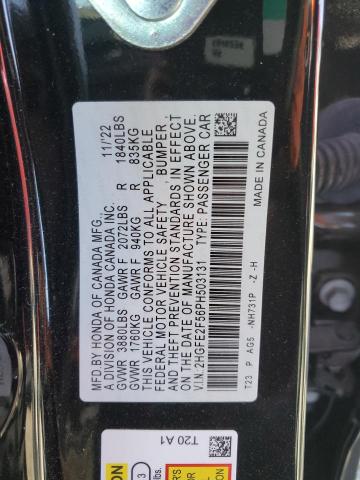 MFD.BY HONDA OF CANADA MFG. 11/22
A DIVISION OF HONDA CANADA INC.
GVWR 3880LBS GAWR F 2072LBS R 1840LBS
GVWR 1760KG GAWR F 940KG R 835KG
THIS VEHICLE CONFORMS TO ALL APPLICABLE
FEDERAL MOTOR VEHICLE SAFETY, BUMPER,
AND THEFT PREVENTION STANDARDS IN EFFECT
ON THE DATE OF MANUFACTURE SHOWN ABOVE.
V.I.N. 2HGFE2F56PH503131 TYPE: PASSENGER CAR
T23 P AG5 -NH731P -Z -H MADE IN CANADA
T20 A1